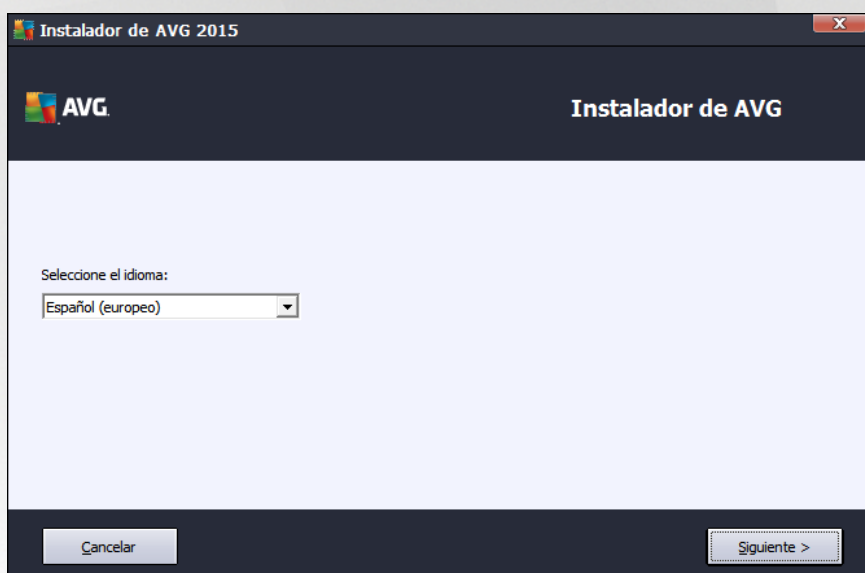 Instalador de AVG 2015
X
AVG.
Instalador de AVG
Seleccione el idioma:
Español (europeo)
Cancelar
Siguiente >